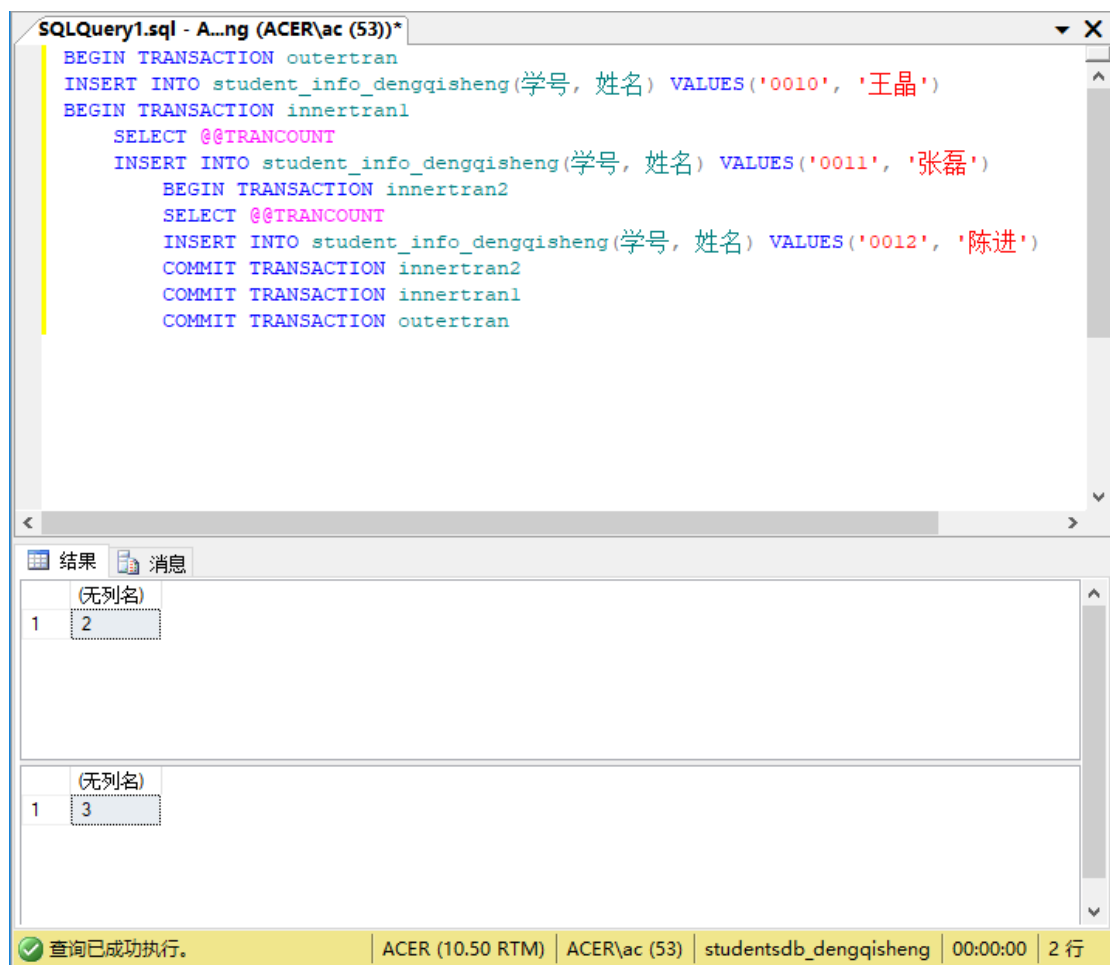 SQLQuery1.sql - A...ng (ACER\ac (53))*
BEGIN TRANSACTION outertran
INSERT INTO student_info_dengqisheng(学号, 姓名) VALUES('0010', '王晶')
BEGIN TRANSACTION innertran1
SELECT @@TRANCOUNT
INSERT INTO student_info_dengqisheng(学号, 姓名) VALUES('0011', '张磊')
BEGIN TRANSACTION innertran2
SELECT @@TRANCOUNT
INSERT INTO student_info_dengqisheng(学号, 姓名) VALUES('0012', '陈进')
COMMIT TRANSACTION innertran2
COMMIT TRANSACTION innertran1
COMMIT TRANSACTION outertran
结果 消息
(无列名)
1 2
(无列名)
1 3
查询已成功执行。 ACER (10.50 RTM) ACER\ac (53) studentsdb_dengqisheng 00:00:00 2 行